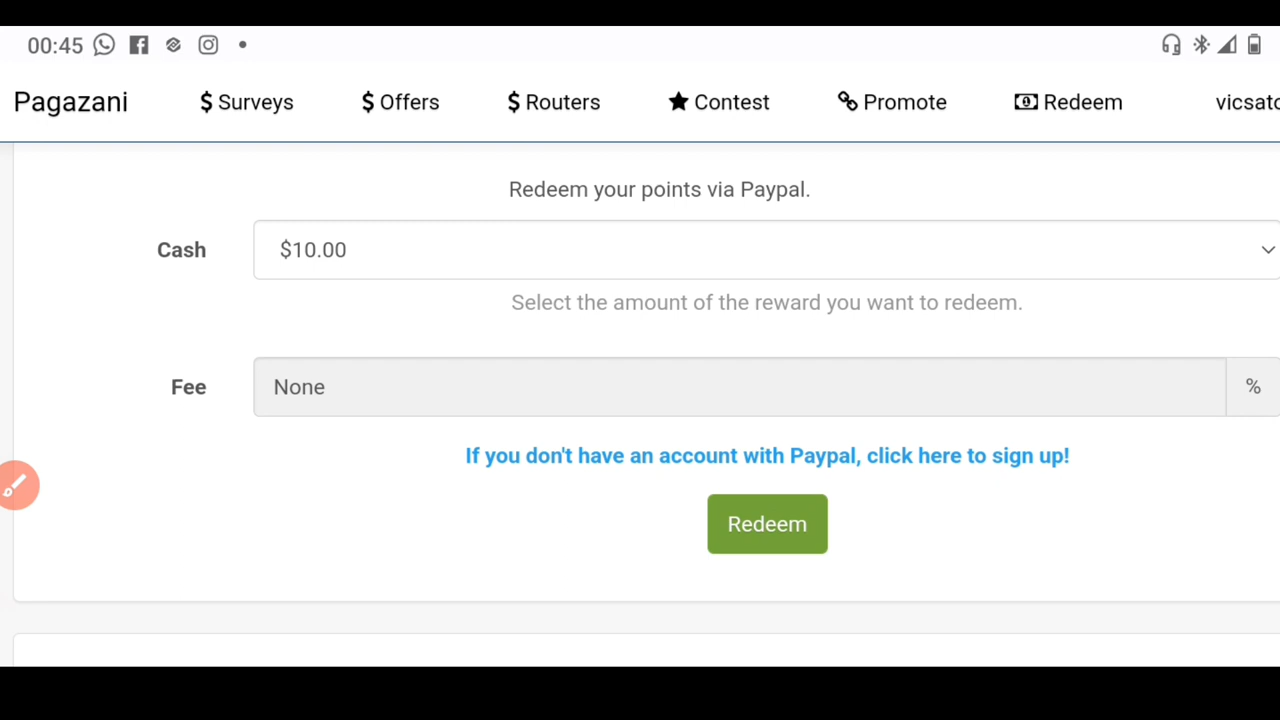 00:45
Pagazani $ Surveys $ Offers $ Routers Contest Promote Redeem vicsato
Redeem your points via Paypal.
Cash $10.00
Select the amount of the reward you want to redeem.
Fee None %
If you don't have an account with Paypal, click here to sign up!
Redeem